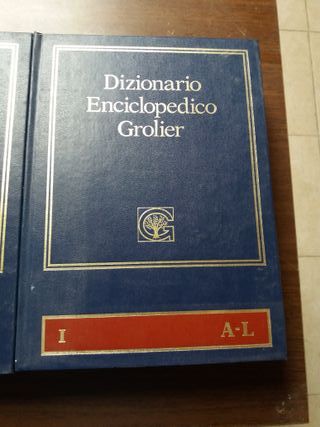 Dizionario
Enciclopedico
Grolier
G
I A-L